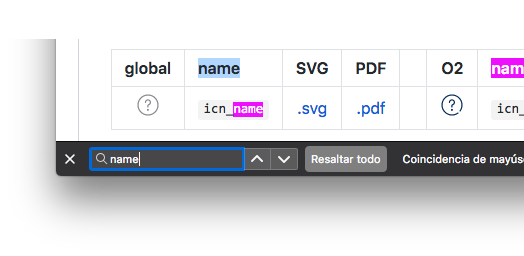 global name SVG PDF O2 nam
icn_name .svg .pdf icn_
name Resaltar todo Coincidencia de mayús